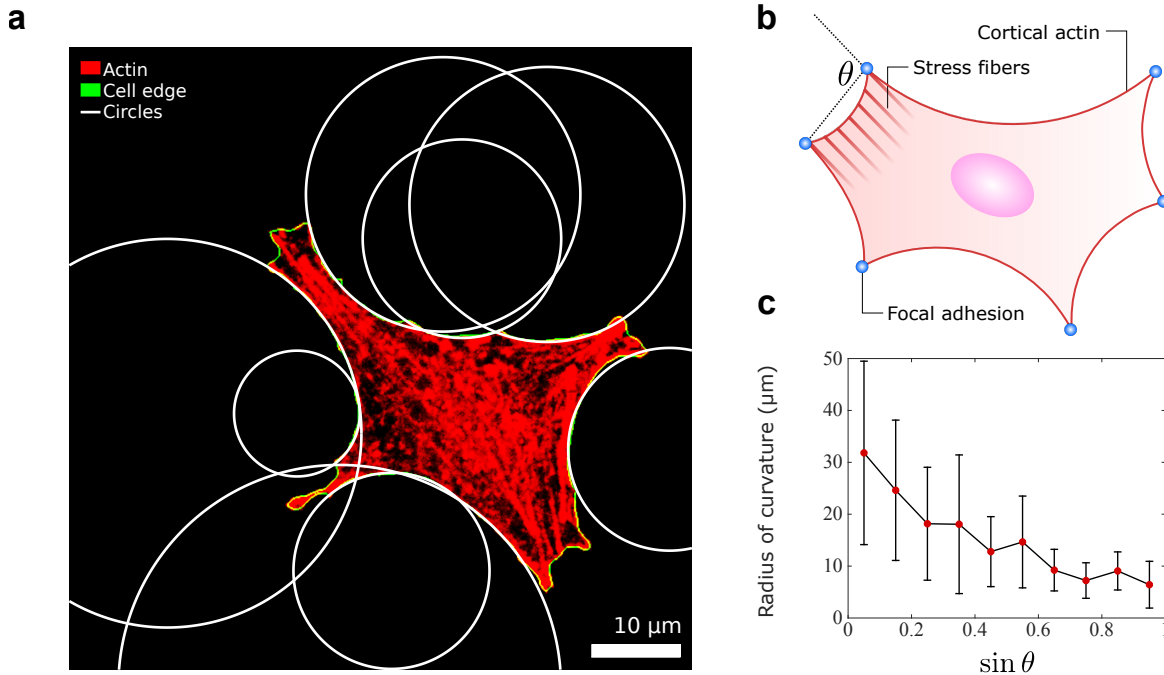 a
Actin
Cell edge
Circles
10 µm
b
Cortical actin
Stress fibers
θ
Focal adhesion
c
Radius of curvature (µm)
50
40
30
20
10
0
0 0.2 0.4 0.6 0.8 1
sin θ